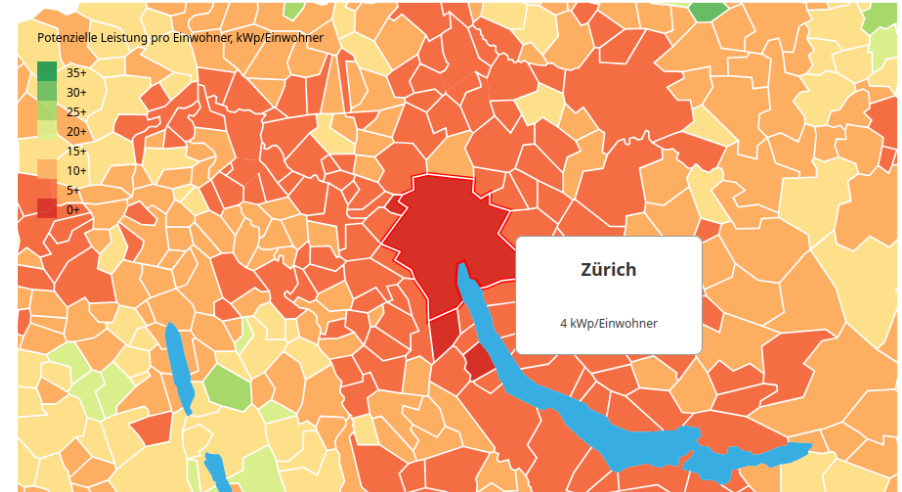 Potenzielle Leistung pro Einwohner, kWp/Einwohner
35+
30+
25+
20+
15+
10+
5+
0+
Zürich
4 kWp/Einwohner